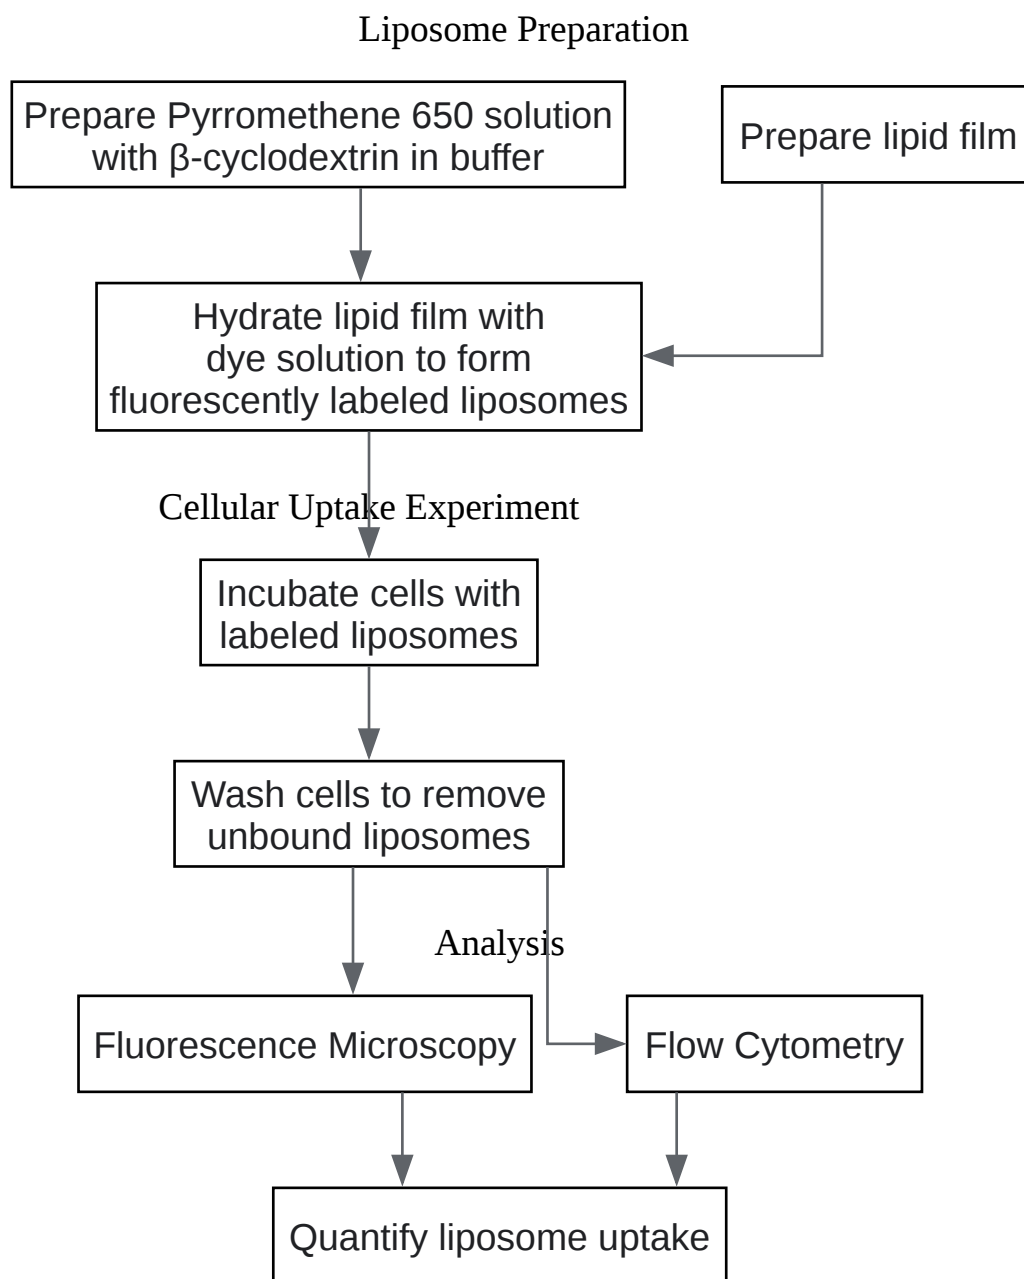 Liposome Preparation
Prepare Pyrromethene 650 solution
with β-cyclodextrin in buffer
Prepare lipid film
Hydrate lipid film with
dye solution to form
fluorescently labeled liposomes
Cellular Uptake Experiment
Incubate cells with
labeled liposomes
Wash cells to remove
unbound liposomes
Analysis
Fluorescence Microscopy
Flow Cytometry
Quantify liposome uptake